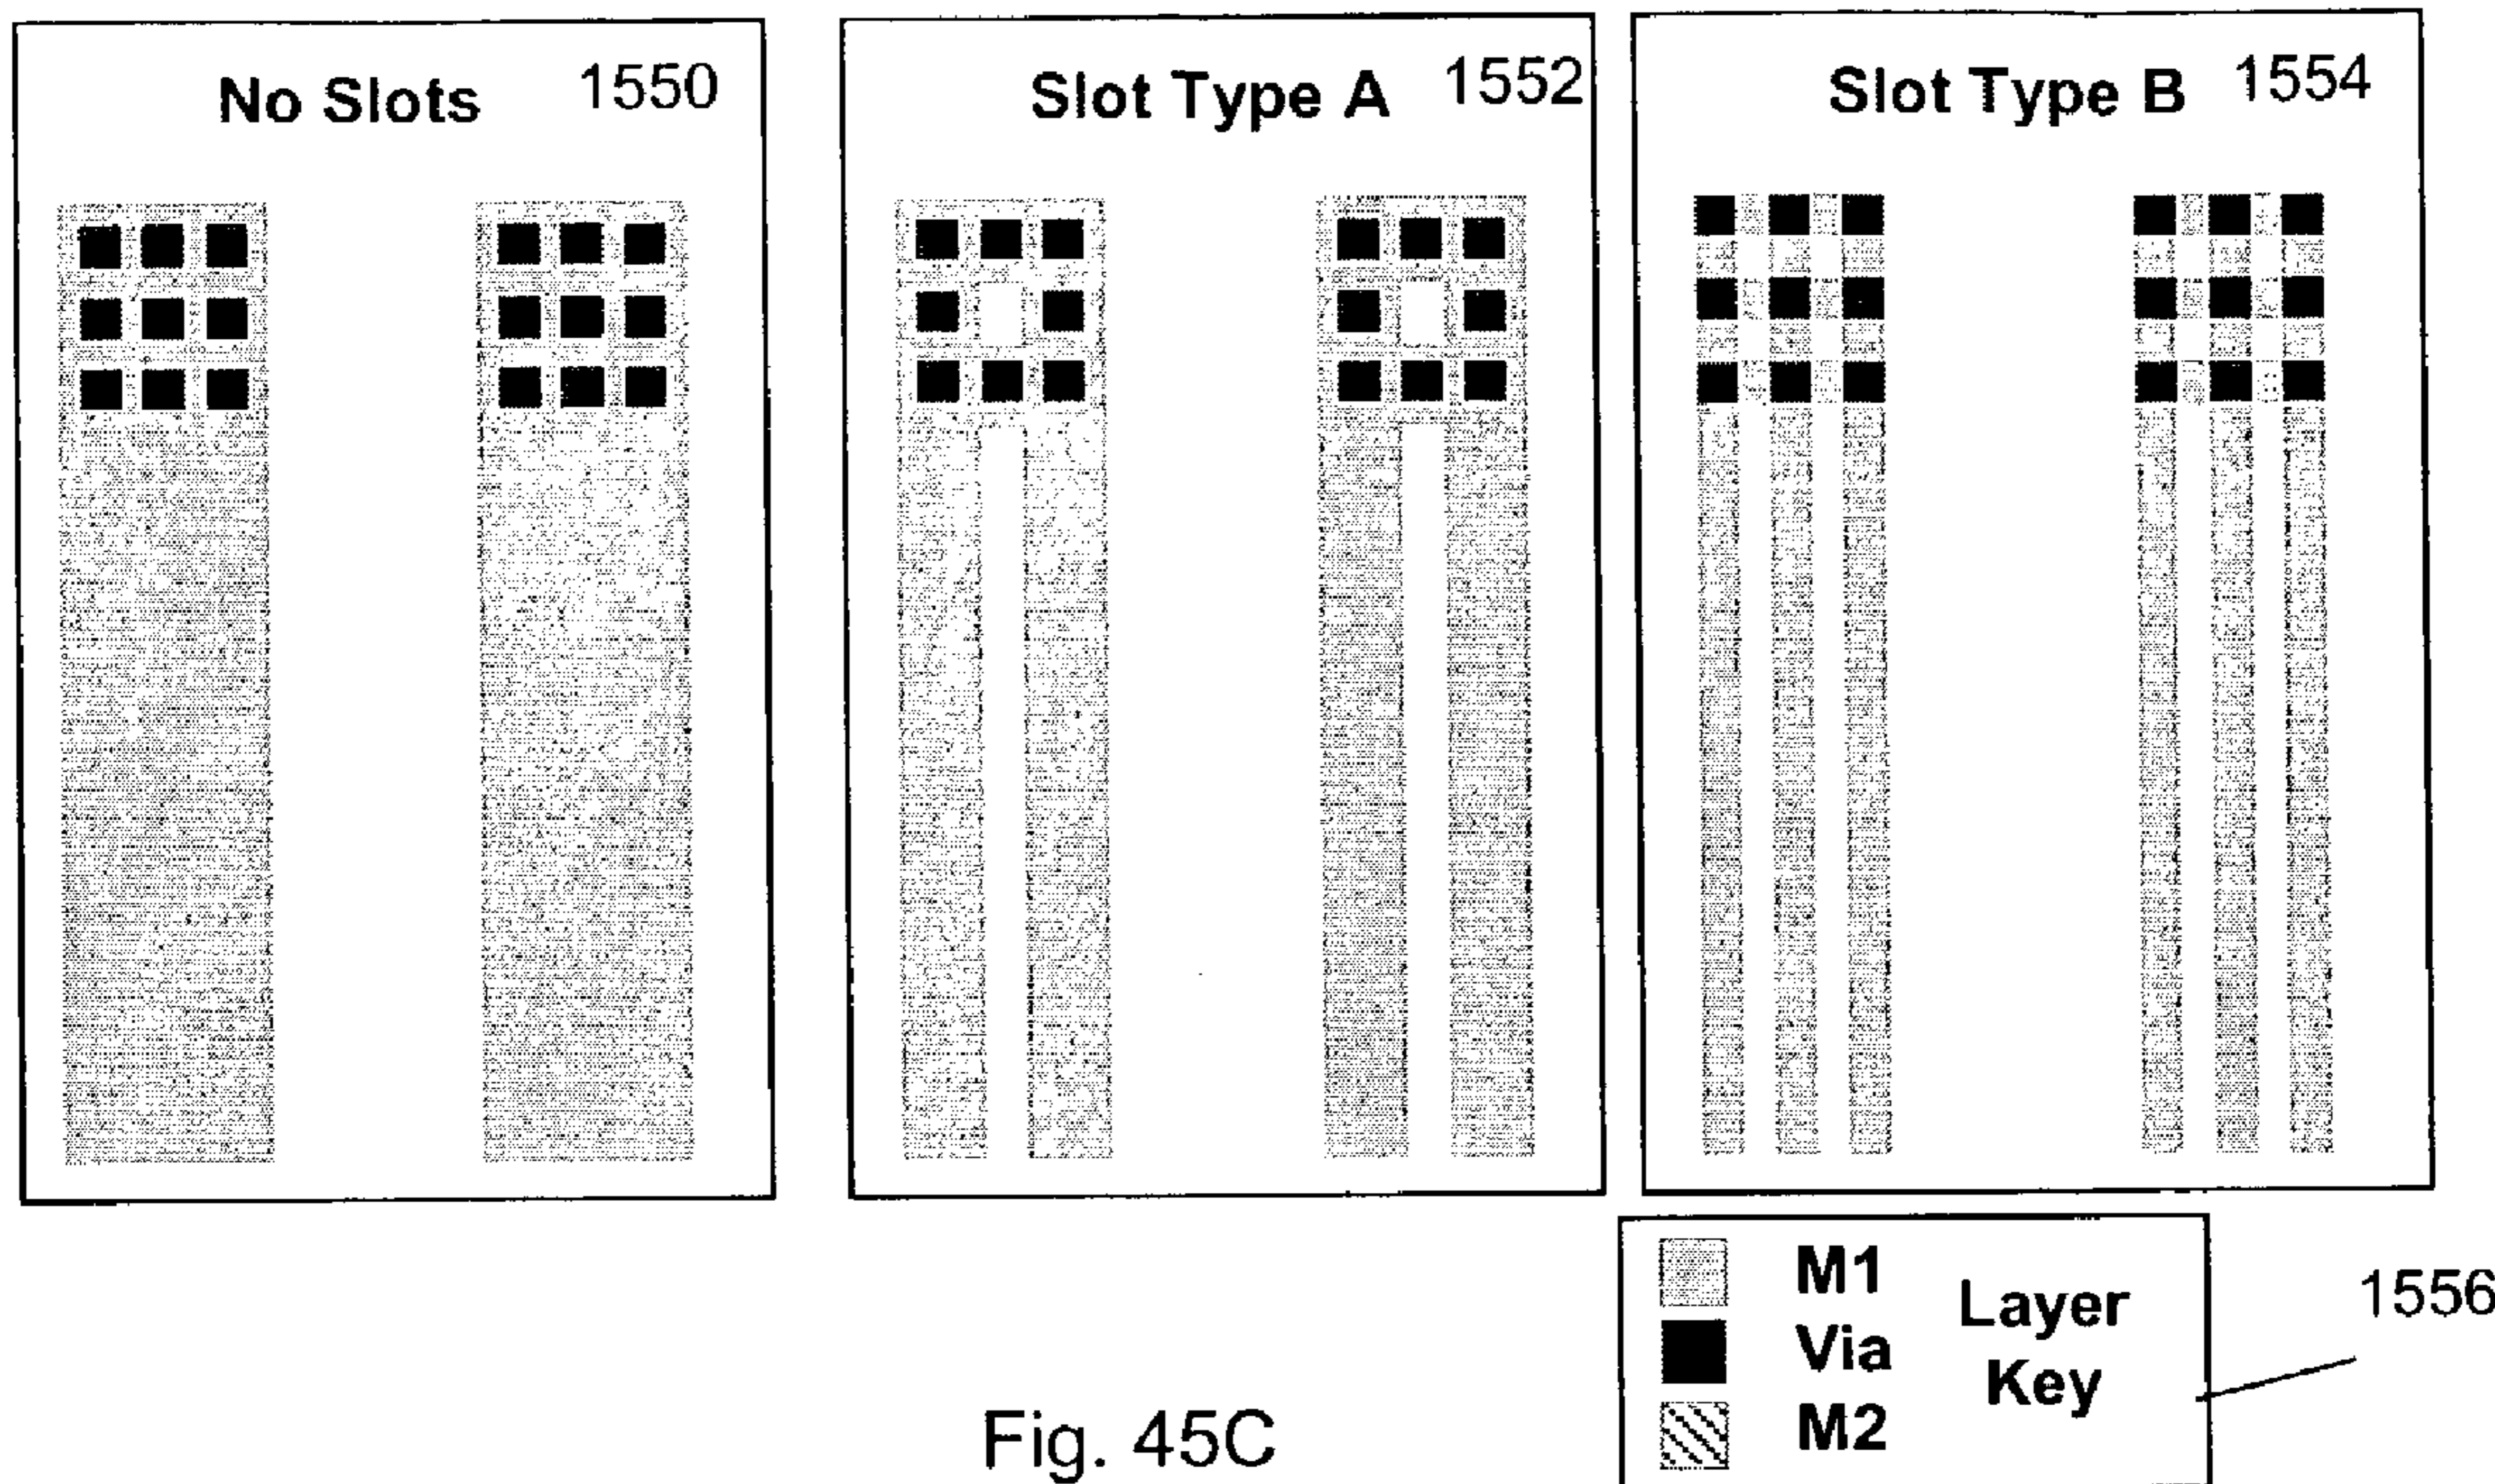 No Slots 1550
Slot Type A 1552
Slot Type B 1554
M1
Via
M2
Layer
Key
1556
Fig. 45C